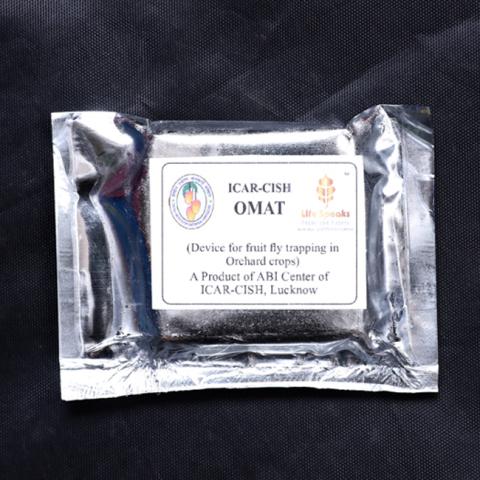 ICAR-CISH
OMAT
Life Speaks
(Device for fruit fly trapping in
Orchard crops)
A Product of ABI Center of
ICAR-CISH, Lucknow